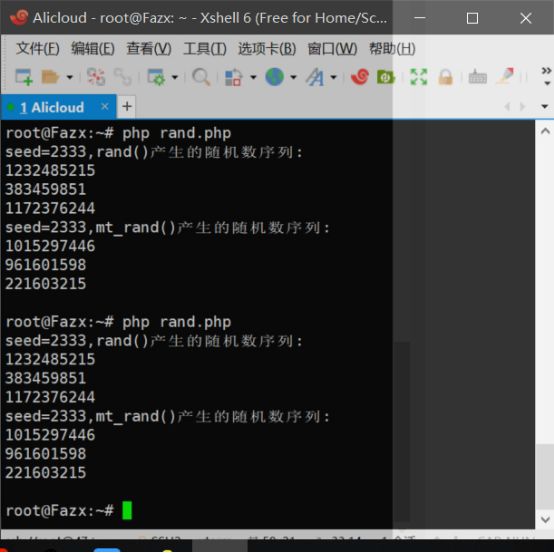 Alicloud - root@Fazx: ~ - Xshell 6 (Free for Home/Sc...
文件(F) 编辑(E) 查看(V) 工具(T) 选项卡(B) 窗口(W) 帮助(H)
1 Alicloud × +
root@Fazx:~# php rand.php
seed=2333,rand()产生的随机数序列:
1232485215
383459851
1172376244
seed=2333,mt_rand()产生的随机数序列:
1015297446
961601598
221603215
root@Fazx:~# php rand.php
seed=2333,rand()产生的随机数序列:
1232485215
383459851
1172376244
seed=2333,mt_rand()产生的随机数序列:
1015297446
961601598
221603215
root@Fazx:~#